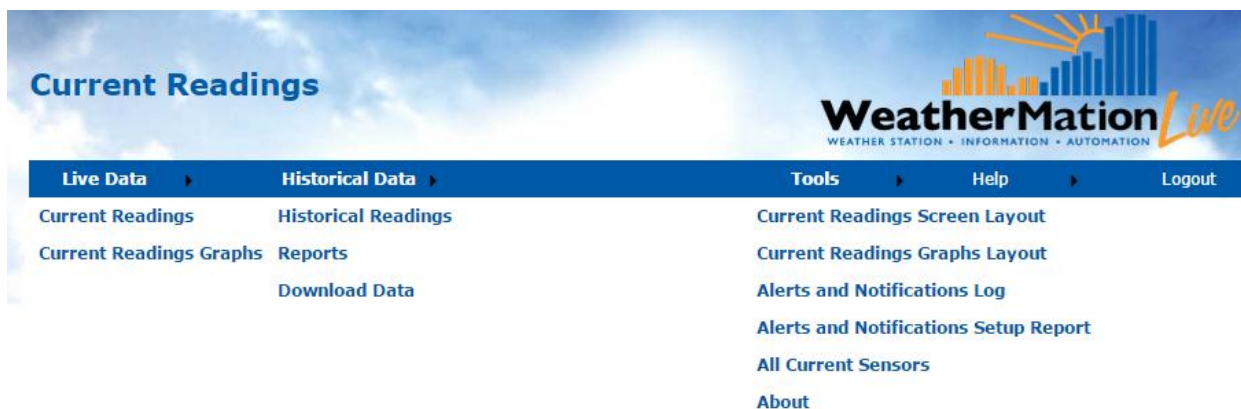 Current Readings
WeatherMation Live
WEATHER STATION • INFORMATION • AUTOMATION
Live Data Historical Data Tools Help Logout
Current Readings Historical Readings Current Readings Screen Layout
Current Readings Graphs Reports Current Readings Graphs Layout
Download Data Alerts and Notifications Log
Alerts and Notifications Setup Report
All Current Sensors
About